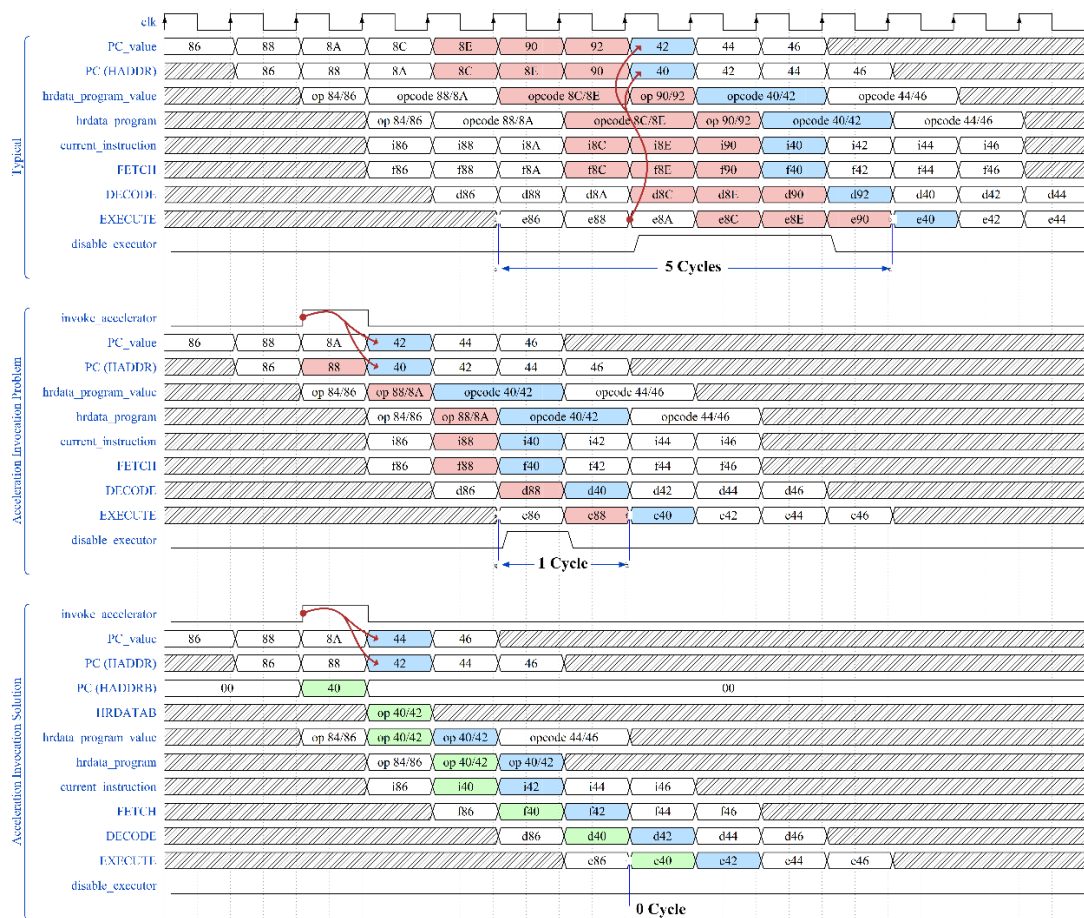 clk
Typical
PC_value 86 88 8A 8C 8E 90 92 42 44 46
PC (HADDR) 86 88 8A 8C 8E 90 40 42 44 46
hrdata_program_value op 84/86 opcode 88/8A opcode 8C/8E op 90/92 opcode 40/42 opcode 44/46
hrdata_program op 84/86 opcode 88/8A opcode 8C/8E op 90/92 opcode 40/42 opcode 44/46
current_instruction i86 i88 i8A i8C i8E i90 i40 i42 i44 i46
FETCH f86 f88 f8A f8C f8E f90 f40 f42 f44 f46
DECODE d86 d88 d8A d8C d8E d90 d92 d40 d42 d44
EXECUTE e86 e88 e8A e8C e8E e90 e40 e42 e44
disable_executor
5 Cycles
Acceleration Invocation Problem
invoke_accelerator
PC_value 86 88 8A 42 44 46
PC (HADDR) 86 88 40 42 44 46
hrdata_program_value op 84/86 op 88/8A opcode 40/42 opcode 44/46
hrdata_program op 84/86 op 88/8A opcode 40/42 opcode 44/46
current_instruction i86 i88 i40 i42 i44 i46
FETCH f86 f88 f40 f42 f44 f46
DECODE d86 d88 d40 d42 d44 d46
EXECUTE e86 e88 e40 e42 e44 e46
disable_executor
1 Cycle
Acceleration Invocation Solution
invoke_accelerator
PC_value 86 88 8A 44 46
PC (HADDR) 86 88 42 44 46
PC (HADDRB) 00 40 00
HRDATAB op 40/42
hrdata_program_value op 84/86 op 40/42 op 40/42 opcode 44/46
hrdata_program op 84/86 op 40/42 op 40/42
current_instruction i86 i40 i42 i44 i46
FETCH f86 f40 f42 f44 f46
DECODE d86 d40 d42 d44 d46
EXECUTE e86 e40 e42 e44 e46
disable_executor
0 Cycle